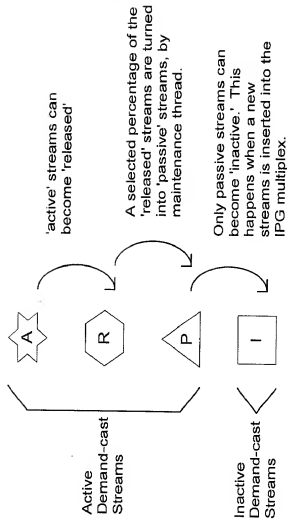 Active
Demand-cast
Streams
Inactive
Demand-cast
Streams
A
R
P
I
'active' streams can
become 'released'
A selected percentage of the
'released' streams are turned
into 'passive' streams, by
maintenance thread.
Only passive streams can
become 'inactive.' This
happens when a new
streams is inserted into the
IPG multiplex.